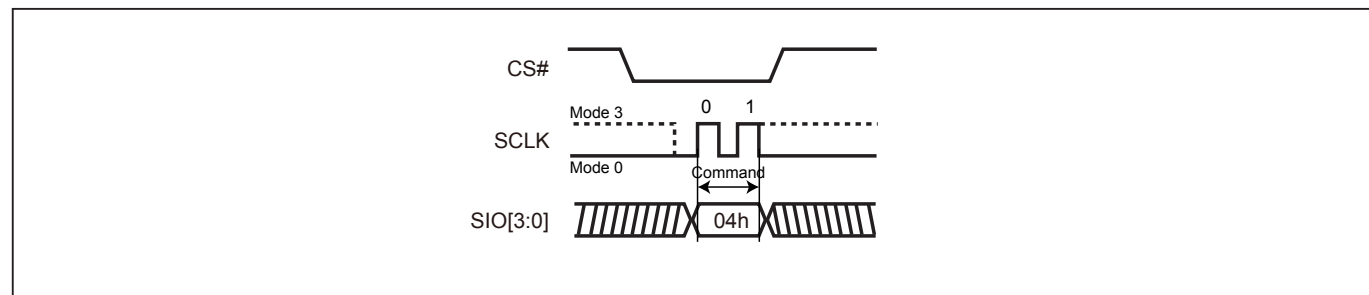 CS#
Mode 3
0 1
SCLK
Mode 0
Command
SIO[3:0]
04h